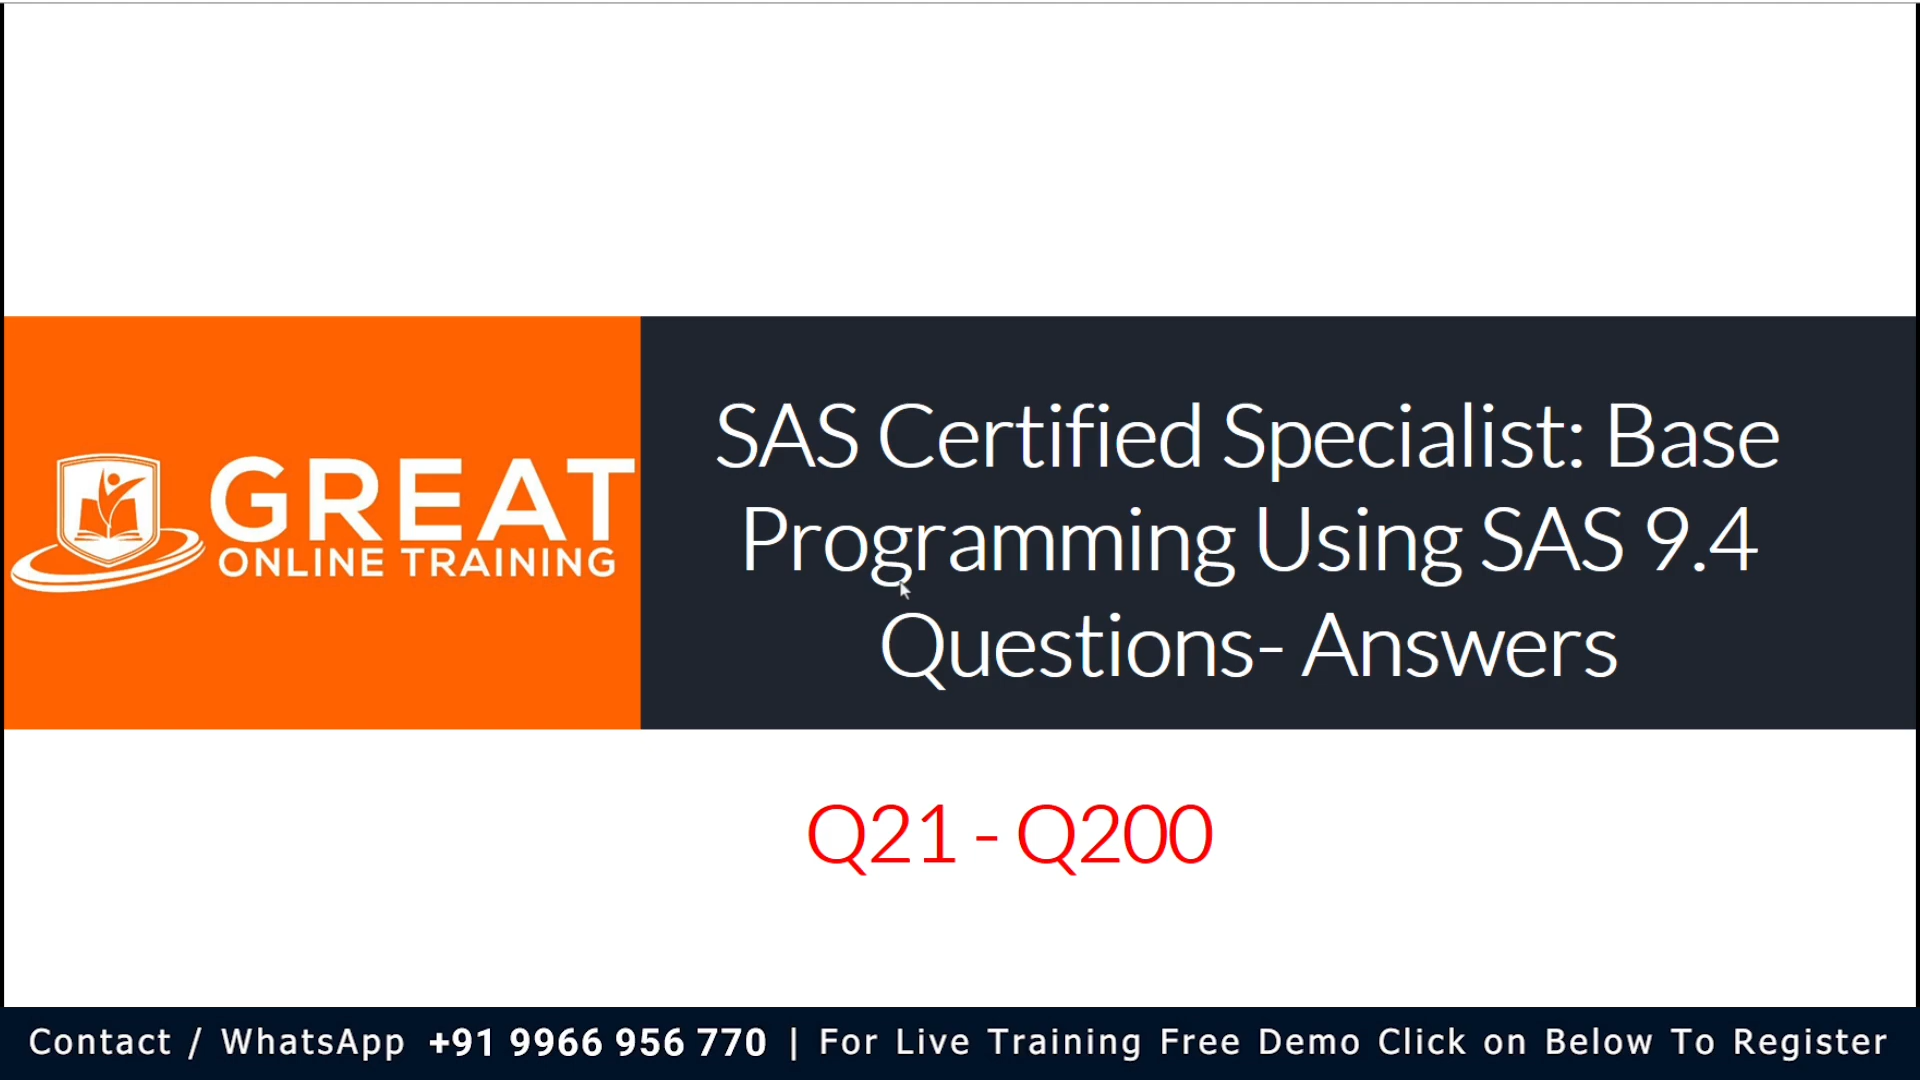 GREAT
ONLINE TRAINING
SAS Certified Specialist: Base
Programming Using SAS 9.4
Questions- Answers
Q21 - Q200
Contact / WhatsApp +91 9966 956 770 | For Live Training Free Demo Click on Below To Register